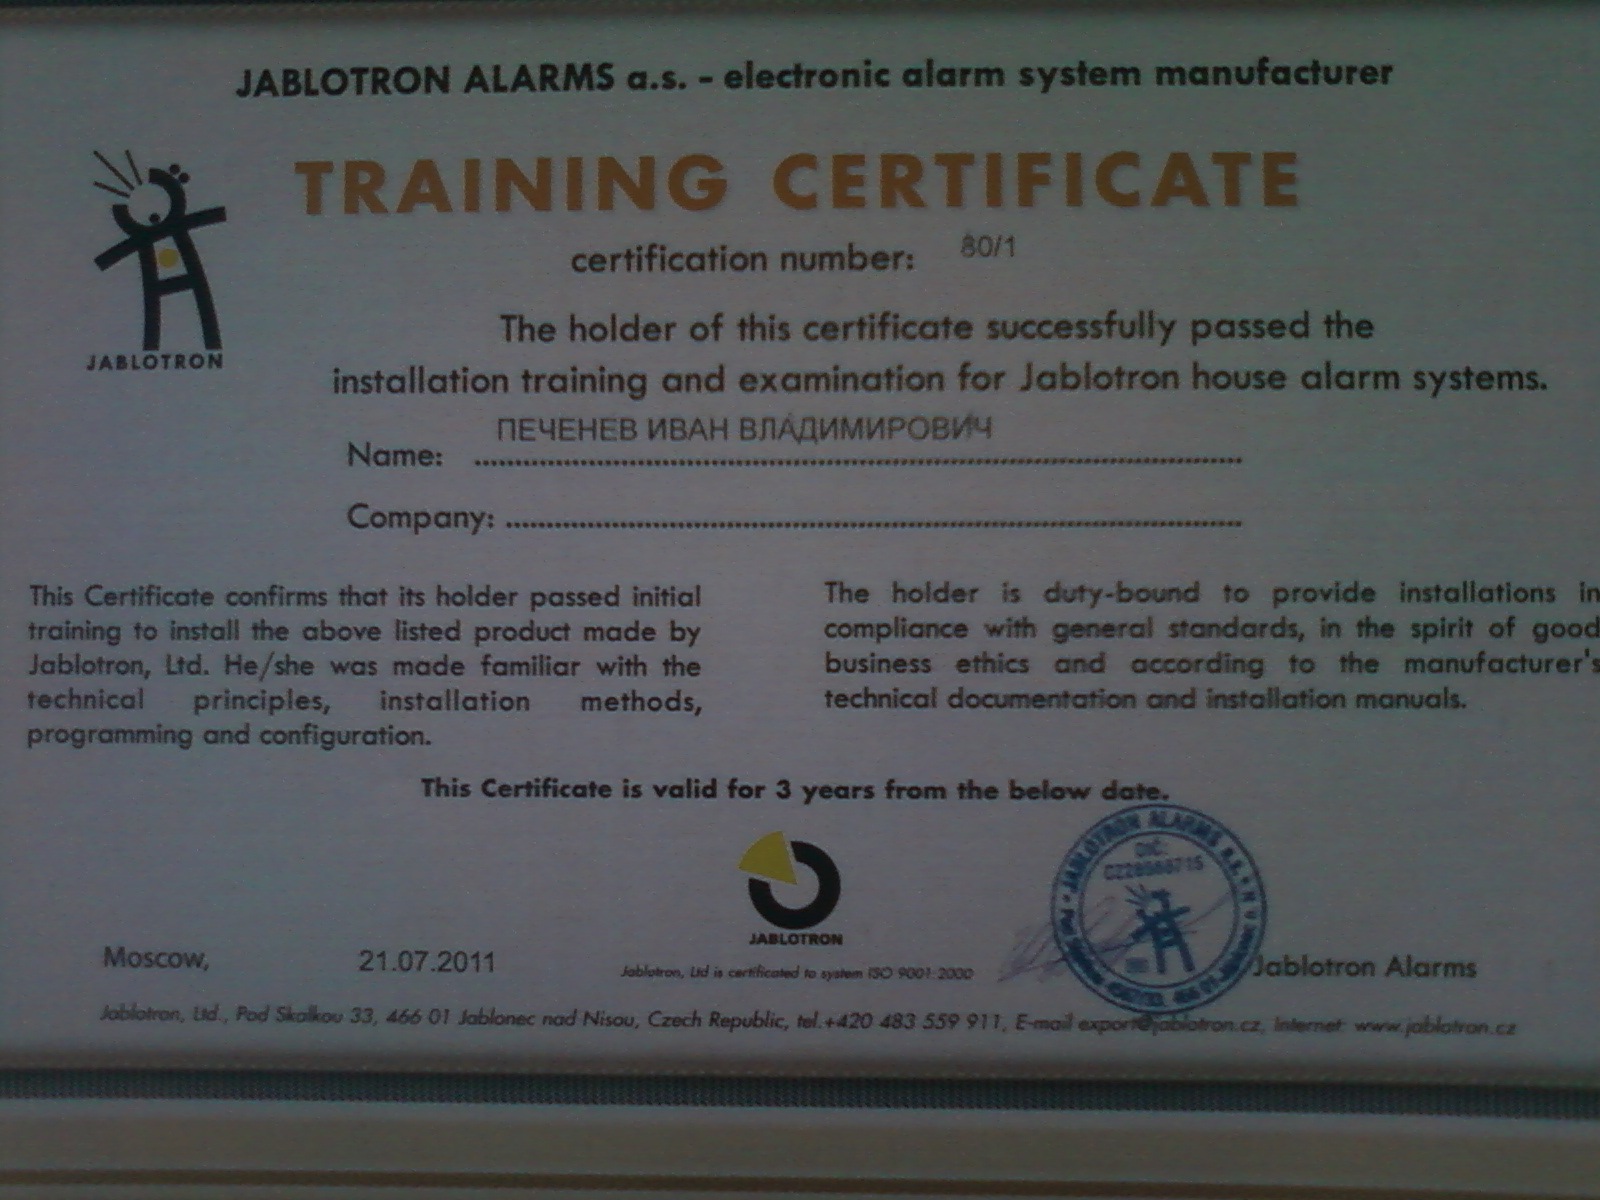 JABLOTRON ALARMS a.s. - electronic alarm system manufacturer
TRAINING CERTIFICATE
certification number: 80/1
JABLOTRON
The holder of this certificate successfully passed the
installation training and examination for Jablotron house alarm systems.
ПЕЧЕНЕВ ИВАН ВЛАДИМИРОВИЧ
Name:
Company:
This Certificate confirms that its holder passed initial
training to install the above listed product made by
Jablotron, Ltd. He/she was made familiar with the
technical principles, installation methods,
programming and configuration.
The holder is duty-bound to provide installations in
compliance with general standards, in the spirit of good
business ethics and according to the manufacturer's
technical documentation and installation manuals.
This Certificate is valid for 3 years from the below date.
JABLOTRON ALARMS a.s.
DIČ:
JABLOTRON
Moscow, 21.07.2011
Jablotron, Ltd is certificated to system ISO 9001:2000
Jablotron Alarms
Jablotron, Ltd., Pod Skalkou 33, 466 01 Jablonec nad Nisou, Czech Republic, tel.+420 483 559 911, E-mail export@jablotron.cz, Internet: www.jablotron.cz